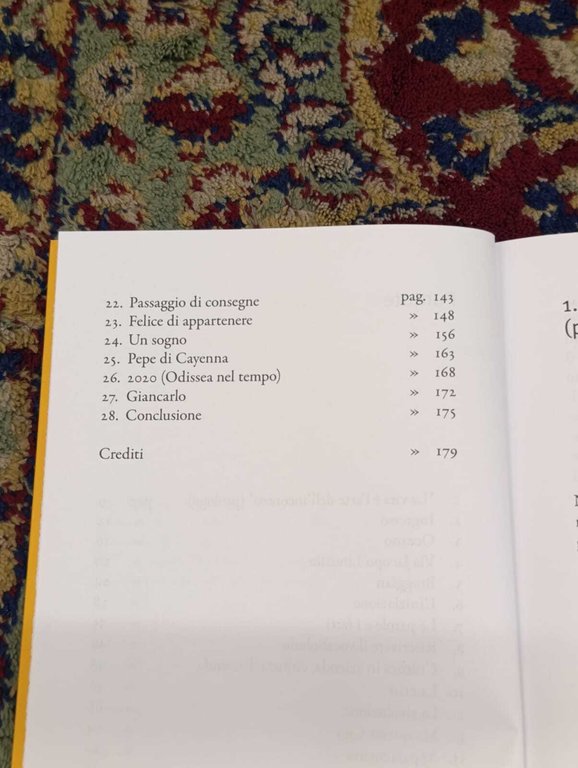 22. Passaggio di consegne pag. 143
23. Felice di appartenere » 148
24. Un sogno » 156
25. Pepe di Cayenna » 163
26. 2020 (Odissea nel tempo) » 168
27. Giancarlo » 172
28. Conclusione » 175
Crediti » 179
1.
(p